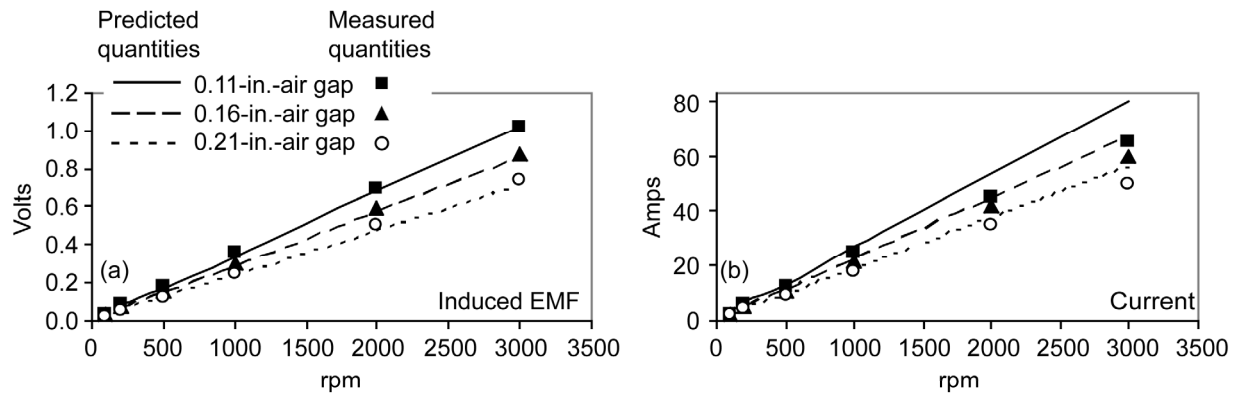 Predicted quantities
Measured quantities
0.11-in.-air gap
0.16-in.-air gap
0.21-in.-air gap
Volts
1.2
1.0
0.8
0.6
0.4
0.2
0.0
(a)
Induced EMF
0 500 1000 1500 2000 2500 3000 3500
rpm
Amps
80
60
40
20
0
(b)
Current
0 500 1000 1500 2000 2500 3000 3500
rpm